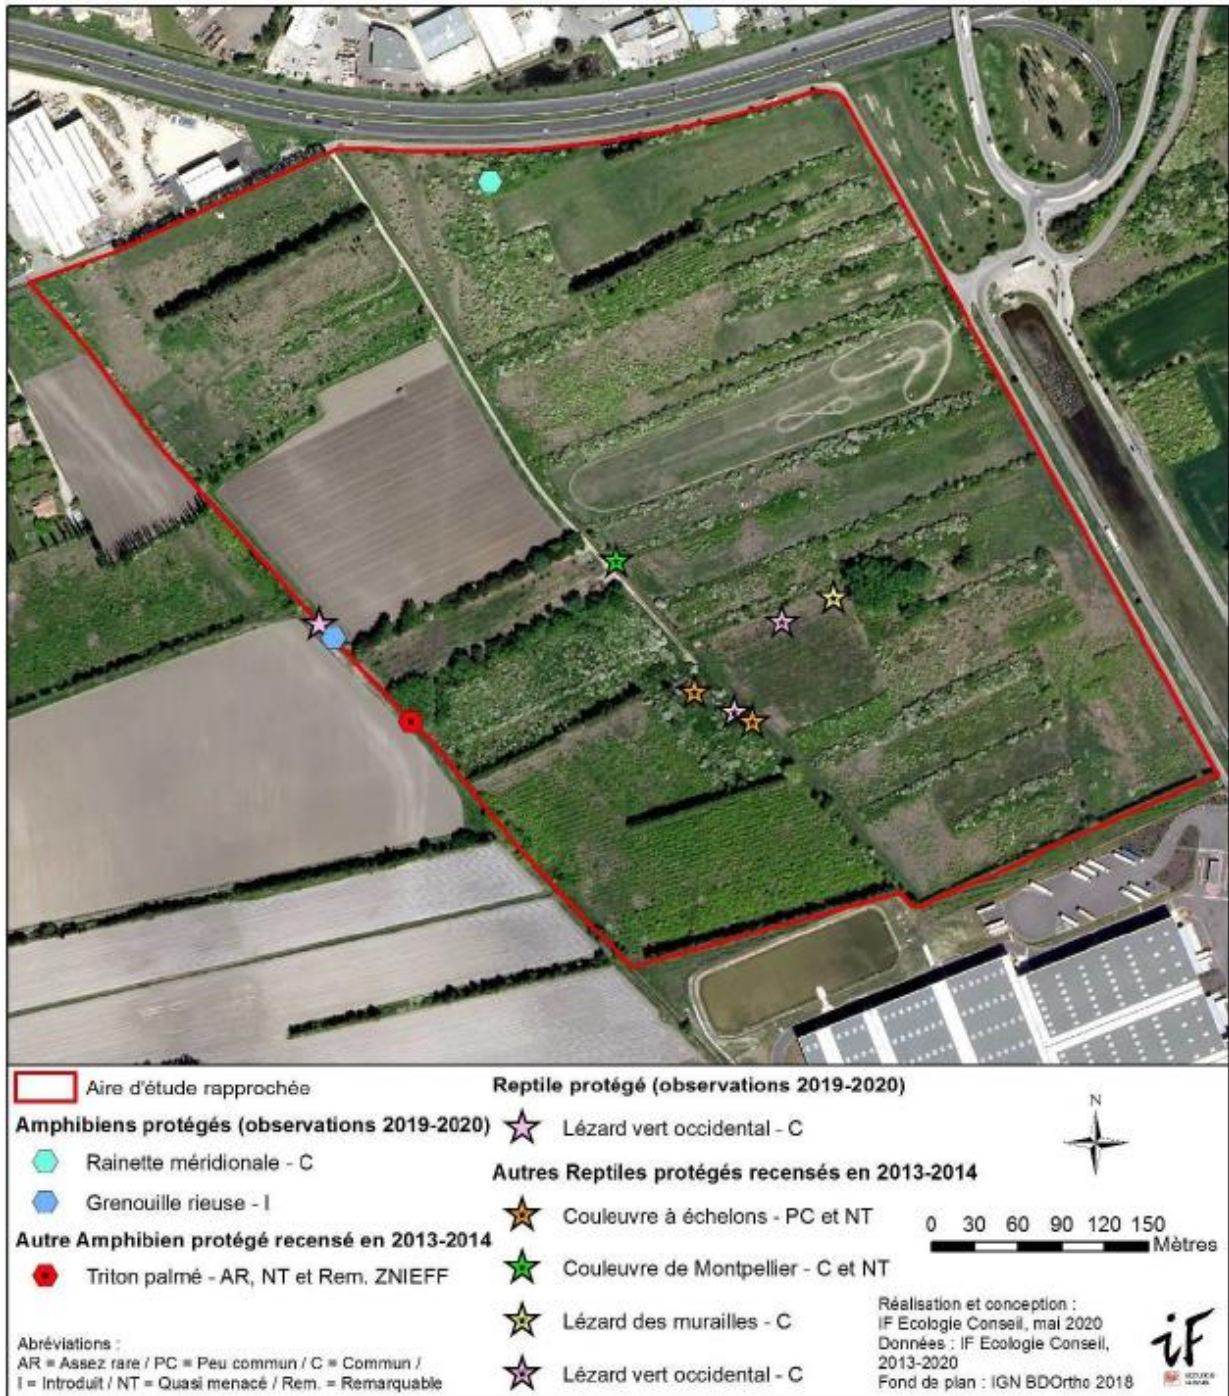 Aire d'étude rapprochée
Amphibiens protégés (observations 2019-2020)
Rainette méridionale - C
Grenouille rieuse - I
Autre Amphibien protégé recensé en 2013-2014
Triton palmé - AR, NT et Rem. ZNIEFF
Abréviations :
AR = Assez rare / PC = Peu commun / C = Commun /
I = Introduit / NT = Quasi menacé / Rem. = Remarquable
Reptile protégé (observations 2019-2020)
Lézard vert occidental - C
Autres Reptiles protégés recensés en 2013-2014
Couleuvre à échelons - PC et NT
Couleuvre de Montpellier - C et NT
Lézard des murailles - C
Lézard vert occidental - C
N
0 30 60 90 120 150
Mètres
Réalisation et conception :
IF Ecologie Conseil, mai 2020
Données : IF Ecologie Conseil,
2013-2020
Fond de plan : IGN BDOrtho 2018
iF